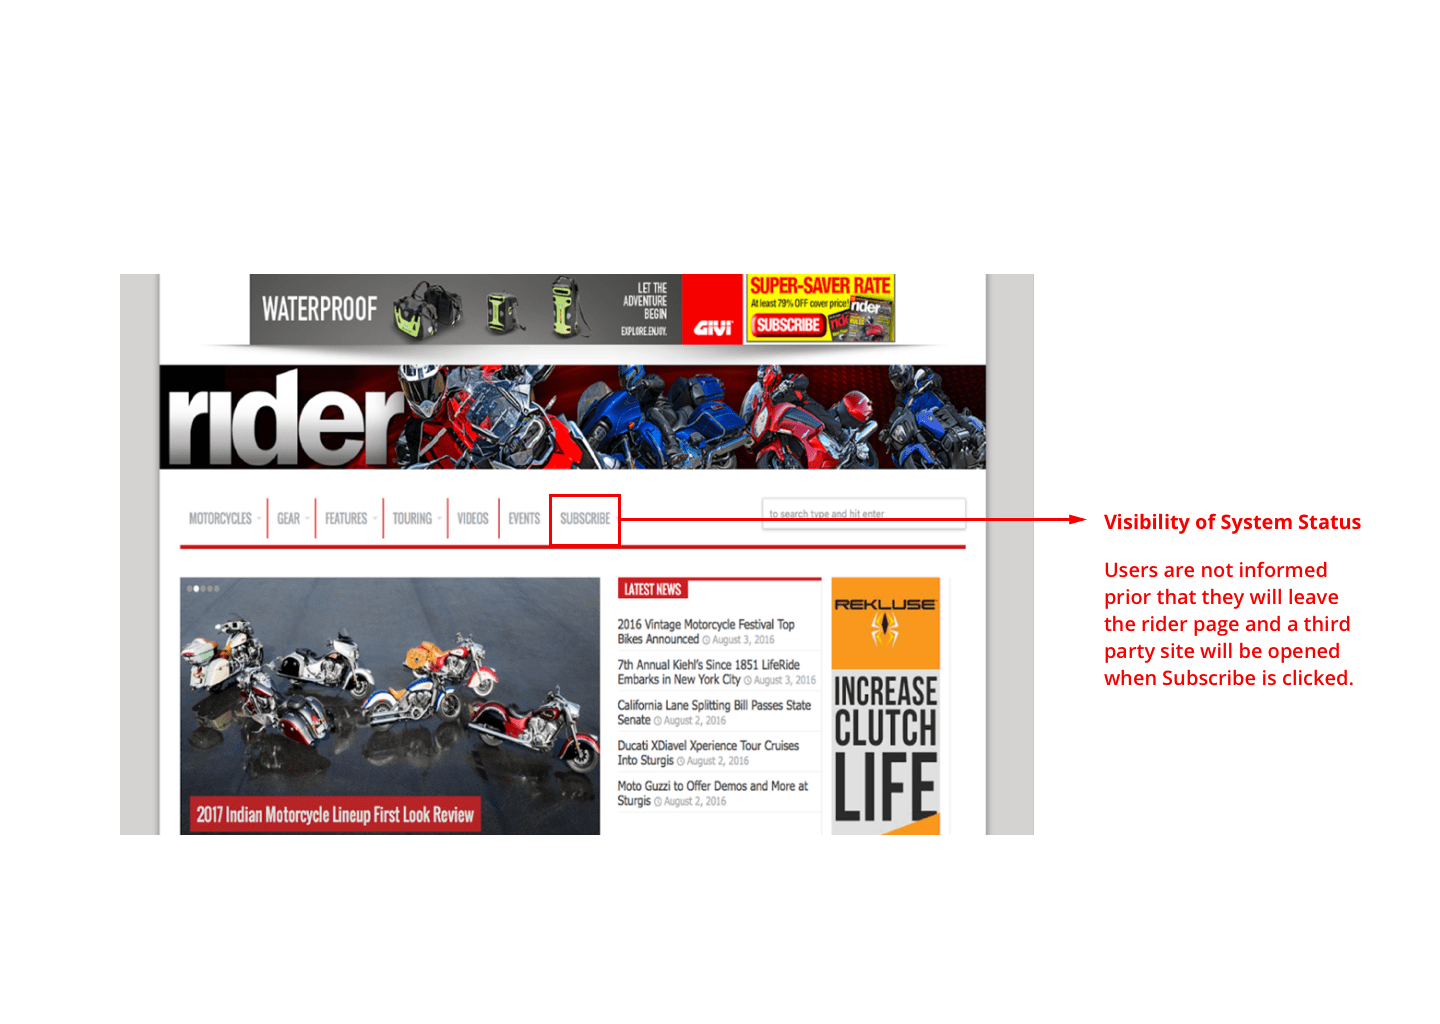 WATERPROOF
LET THE
ADVENTURE
BEGIN
EXPLORE.ENJOY.
GIVI
SUPER-SAVER RATE
At least 79% OFF cover price!
SUBSCRIBE
rider
rider
MOTORCYCLES
GEAR
FEATURES
TOURING
VIDEOS
EVENTS
SUBSCRIBE
to search type and hit enter
Visibility of System Status
Users are not informed
prior that they will leave
the rider page and a third
party site will be opened
when Subscribe is clicked.
2017 Indian Motorcycle Lineup First Look Review
LATEST NEWS
2016 Vintage Motorcycle Festival Top
Bikes Announced August 3, 2016
7th Annual Kiehl's Since 1851 LifeRide
Embarks in New York City August 3, 2016
California Lane Splitting Bill Passes State
Senate August 2, 2016
Ducati XDiavel Xperience Tour Cruises
Into Sturgis August 2, 2016
Moto Guzzi to Offer Demos and More at
Sturgis August 2, 2016
REKLUSE
INCREASE
CLUTCH
LIFE